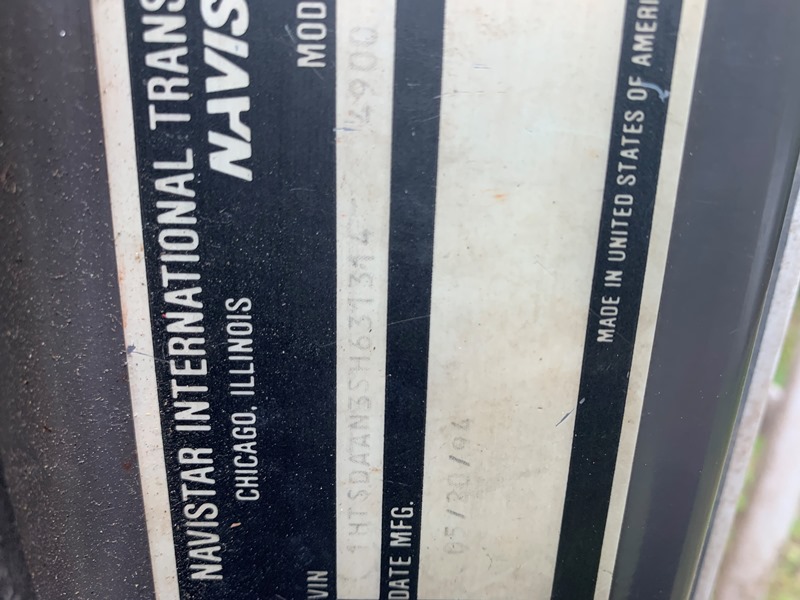 NAVISTAR INTERNATIONAL TRANS
NAVIS
CHICAGO, ILLINOIS
MOD
VIN 1HTSDAAN3SH631314 4900
DATE MFG.
05/20/94
MADE IN UNITED STATES OF AMERI